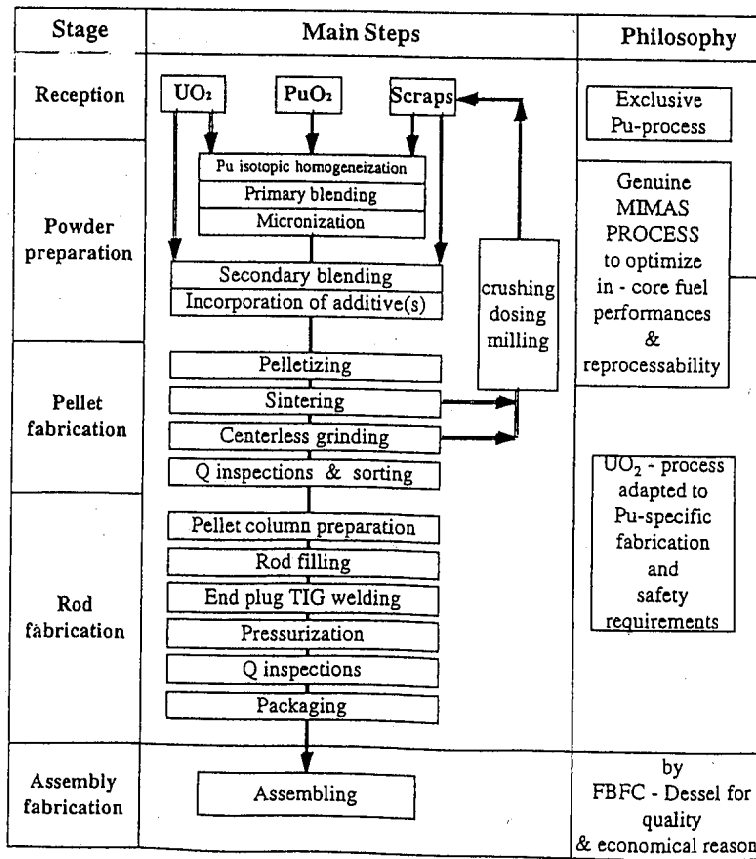 Stage
Main Steps
Philosophy
Reception
UO₂
PuO₂
Scraps
Exclusive
Pu-process
Powder
preparation
Pu isotopic homogeneization
Primary blending
Micronization
Secondary blending
Incorporation of additive(s)
crushing
dosing
milling
Genuine
MIMAS
PROCESS
to optimize
in - core fuel
performances
&
reprocessability
Pellet
fabrication
Pelletizing
Sintering
Centerless grinding
Q inspections & sorting
UO₂ - process
adapted to
Pu-specific
fabrication
and
safety
requirements
Rod
fabrication
Pellet column preparation
Rod filling
End plug TIG welding
Pressurization
Q inspections
Packaging
Assembly
fabrication
Assembling
by
FBFC - Dessel for
quality
& economical reason